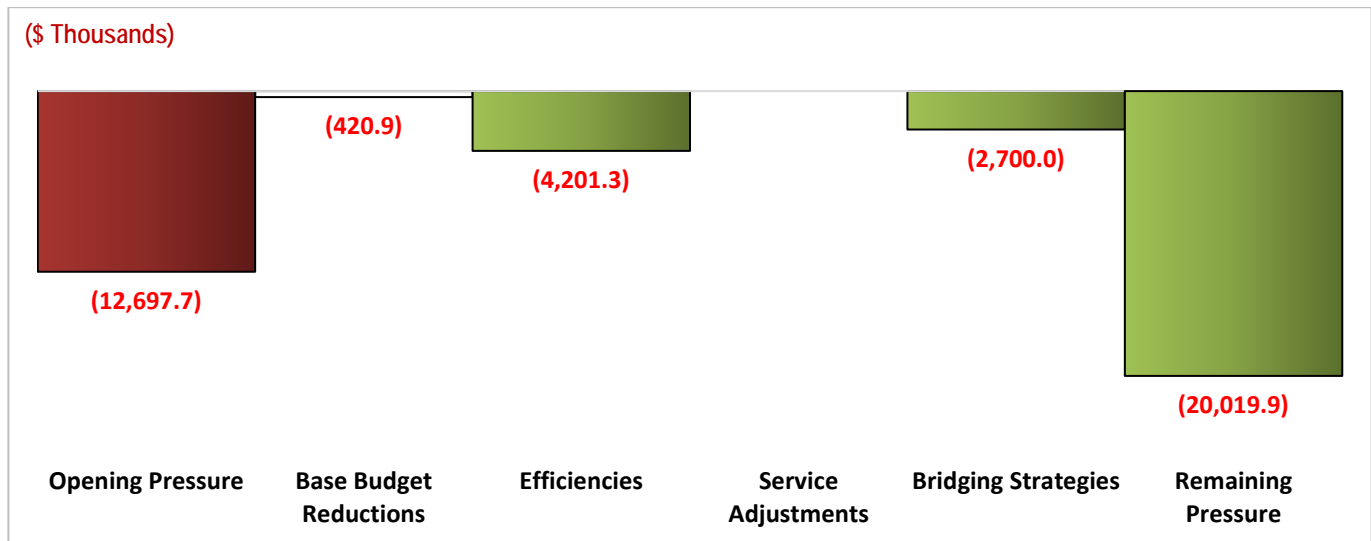 ($ Thousands)
(420.9)
(2,700.0)
(4,201.3)
(12,697.7)
(20,019.9)
Opening Pressure
Base Budget
Reductions
Efficiencies
Service
Adjustments
Bridging Strategies
Remaining
Pressure